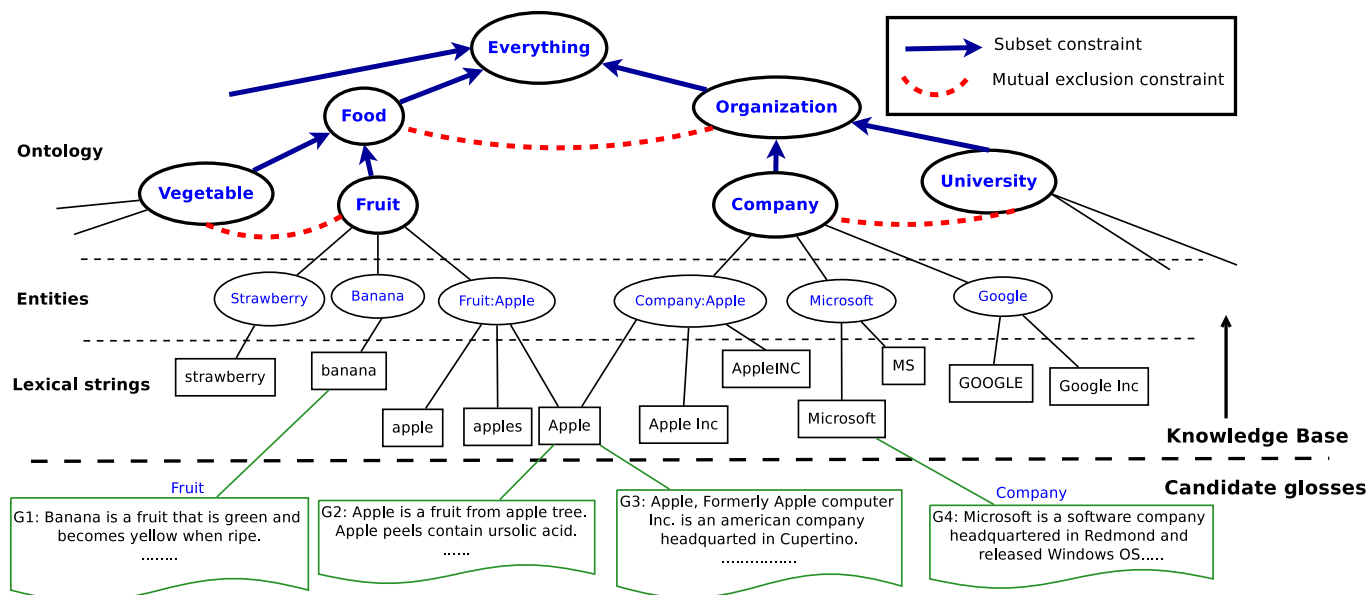 Everything
Subset constraint
Mutual exclusion constraint
Food
Organization
Ontology
Vegetable
Fruit
Company
University
Entities
Strawberry
Banana
Fruit:Apple
Company:Apple
Microsoft
Google
Lexical strings
strawberry
banana
apple
apples
Apple
Apple Inc
AppleINC
Microsoft
MS
GOOGLE
Google Inc
Knowledge Base
Candidate glosses
Fruit
G1: Banana is a fruit that is green and
becomes yellow when ripe.
........
G2: Apple is a fruit from apple tree.
Apple peels contain ursolic acid.
......
G3: Apple, Formerly Apple computer
Inc. is an american company
headquarted in Cupertino.
................
Company
G4: Microsoft is a software company
headquartered in Redmond and
released Windows OS.....